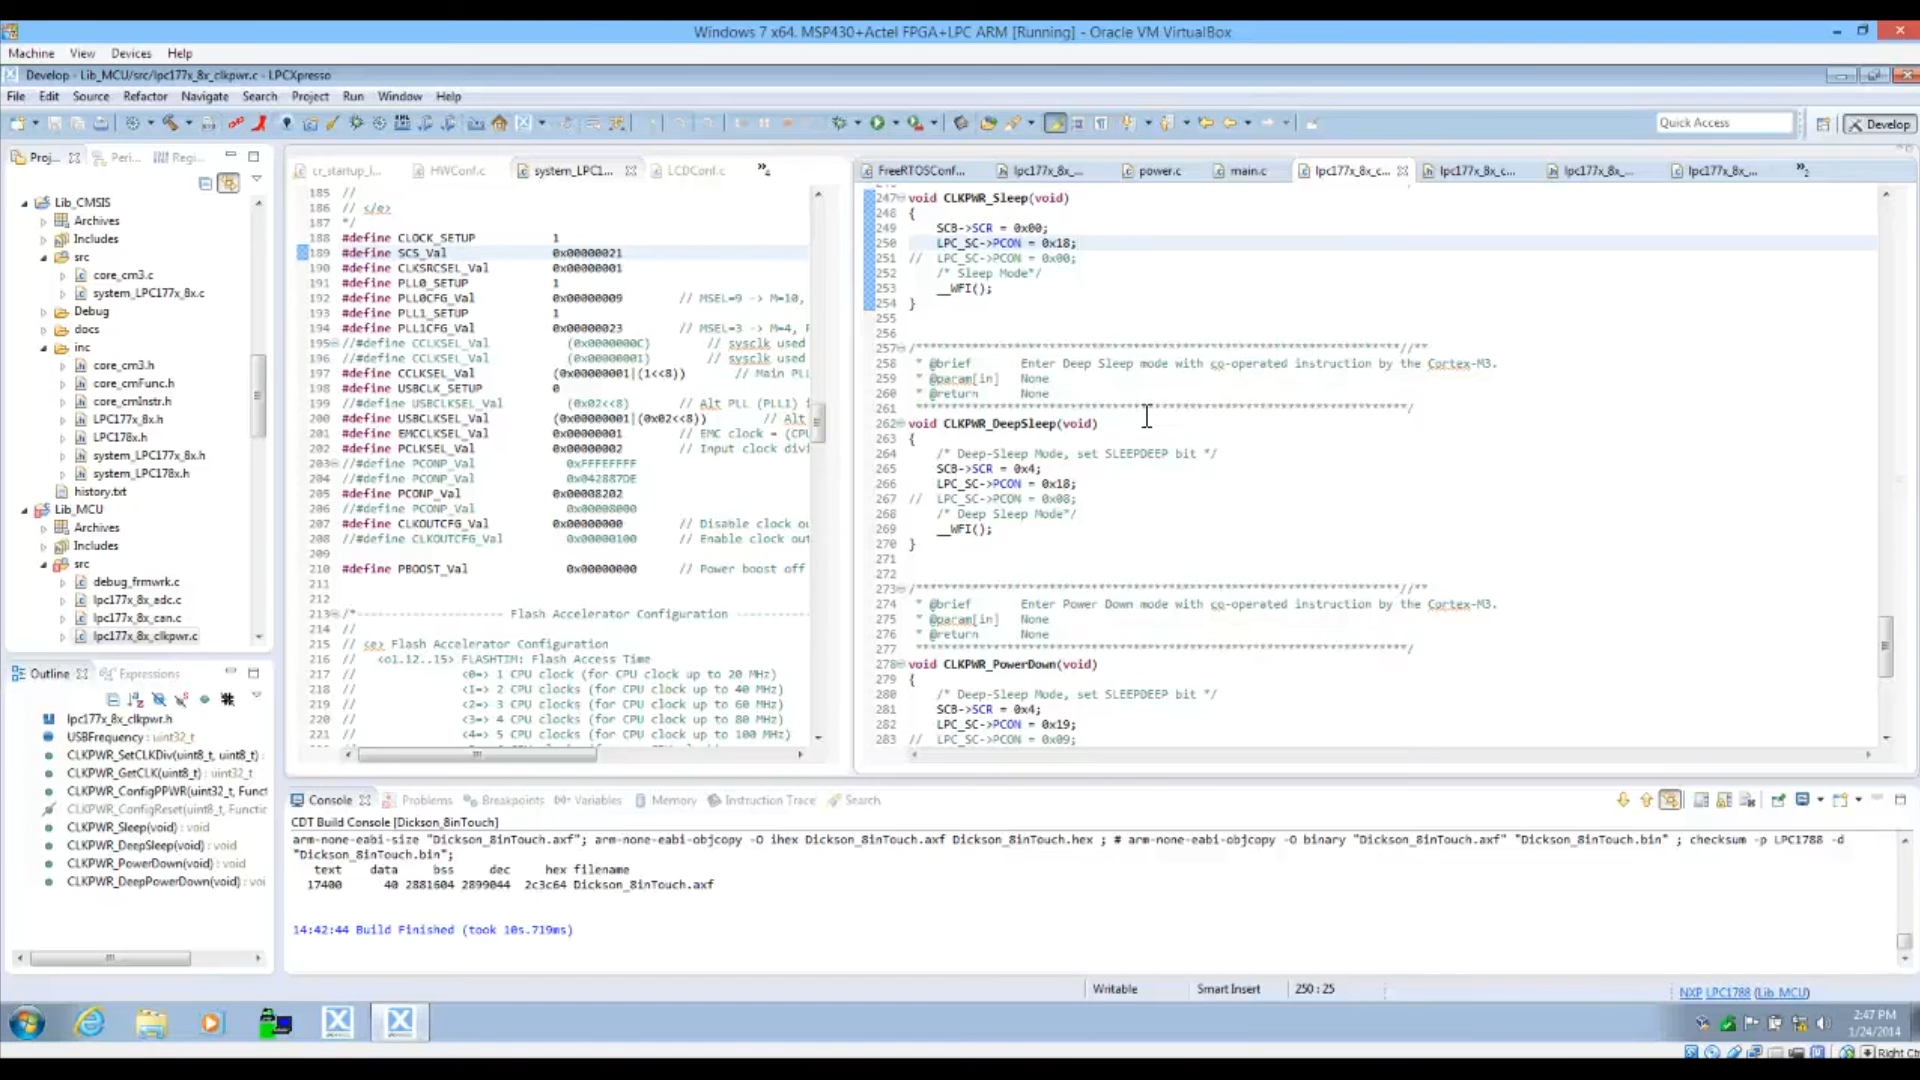 Windows 7 x64. MSP430+Actel FPGA+LPC ARM [Running] - Oracle VM VirtualBox
Machine View Devices Help
Develop - Lib_MCU/src/lpc177x_8x_clkpwr.c - LPCXpresso
File Edit Source Refactor Navigate Search Project Run Window Help
Quick Access
Develop
Proj... Peri... Regi...
Lib_CMSIS
Archives
Includes
src
core_cm3.c
system_LPC177x_8x.c
Debug
docs
inc
core_cm3.h
core_cmFunc.h
core_cmInstr.h
LPC177x_8x.h
LPC178x.h
system_LPC177x_8x.h
system_LPC178x.h
history.txt
Lib_MCU
Archives
Includes
src
debug_frmwrk.c
lpc177x_8x_adc.c
lpc177x_8x_can.c
lpc177x_8x_clkpwr.c
Outline Expressions
lpc177x_8x_clkpwr.h
USBFrequency : uint32_t
CLKPWR_SetCLKDiv(uint8_t, uint8_t) :
CLKPWR_GetCLK(uint8_t) : uint32_t
CLKPWR_ConfigPPWR(uint32_t, Funct
CLKPWR_ConfigReset(uint8_t, Functic
CLKPWR_Sleep(void) : void
CLKPWR_DeepSleep(void) : void
CLKPWR_PowerDown(void) : void
CLKPWR_DeepPowerDown(void) : voi
cr_startup_l... HWConf.c system_LPC1... LCDConf.c
185 //
186 // </e>
187 */
188 #define CLOCK_SETUP 1
189 #define SCS_Val 0x00000021
190 #define CLKSRCSEL_Val 0x00000001
191 #define PLL0_SETUP 1
192 #define PLL0CFG_Val 0x00000009 // MSEL=9 -> M=10,
193 #define PLL1_SETUP 1
194 #define PLL1CFG_Val 0x00000023 // MSEL=3 -> M=4, P
195 //#define CCLKSEL_Val (0x0000000C) // sysclk used
196 //#define CCLKSEL_Val (0x00000001) // sysclk used
197 #define CCLKSEL_Val (0x00000001|(1<<8)) // Main PLL
198 #define USBCLK_SETUP 0
199 //#define USBCLKSEL_Val (0x02<<8) // Alt PLL (PLL1)
200 #define USBCLKSEL_Val (0x00000001|(0x02<<8)) // Alt
201 #define EMCCLKSEL_Val 0x00000001 // EMC clock = (CPU
202 #define PCLKSEL_Val 0x00000002 // Input clock divi
203 //#define PCONP_Val 0xFFFEFFFF
204 //#define PCONP_Val 0x042887DE
205 #define PCONP_Val 0x00008202
206 //#define PCONP_Val 0x00008000
207 #define CLKOUTCFG_Val 0x00000000 // Disable clock ou
208 //#define CLKOUTCFG_Val 0x00000100 // Enable clock out
209
210 #define PBOOST_Val 0x00000000 // Power boost off
211
212
213 /*--------------------- Flash Accelerator Configuration -----------
214 //
215 // <e> Flash Accelerator Configuration
216 // <o1.12..15> FLASHTIM: Flash Access Time
217 // <0=> 1 CPU clock (for CPU clock up to 20 MHz)
218 // <1=> 2 CPU clocks (for CPU clock up to 40 MHz)
219 // <2=> 3 CPU clocks (for CPU clock up to 60 MHz)
220 // <3=> 4 CPU clocks (for CPU clock up to 80 MHz)
221 // <4=> 5 CPU clocks (for CPU clock up to 100 MHz)
FreeRTOSConf... lpc177x_8x_... power.c main.c lpc177x_8x_c... lpc177x_8x_c... lpc177x_8x_... lpc177x_8x_...
247 void CLKPWR_Sleep(void)
248 {
249 SCB->SCR = 0x00;
250 LPC_SC->PCON = 0x18;
251 // LPC_SC->PCON = 0x00;
252 /* Sleep Mode*/
253 __WFI();
254 }
255
256
257 /*********************************************************************//**
258 * @brief Enter Deep Sleep mode with co-operated instruction by the Cortex-M3.
259 * @param[in] None
260 * @return None
261 **********************************************************************/
262 void CLKPWR_DeepSleep(void)
263 {
264 /* Deep-Sleep Mode, set SLEEPDEEP bit */
265 SCB->SCR = 0x4;
266 LPC_SC->PCON = 0x18;
267 // LPC_SC->PCON = 0x08;
268 /* Deep Sleep Mode*/
269 __WFI();
270 }
271
272
273 /*********************************************************************//**
274 * @brief Enter Power Down mode with co-operated instruction by the Cortex-M3.
275 * @param[in] None
276 * @return None
277 **********************************************************************/
278 void CLKPWR_PowerDown(void)
279 {
280 /* Deep-Sleep Mode, set SLEEPDEEP bit */
281 SCB->SCR = 0x4;
282 LPC_SC->PCON = 0x19;
283 // LPC_SC->PCON = 0x09;
Console Problems Breakpoints Variables Memory Instruction Trace Search
CDT Build Console [Dickson_8inTouch]
arm-none-eabi-size "Dickson_8inTouch.axf"; arm-none-eabi-objcopy -O ihex Dickson_8inTouch.axf Dickson_8inTouch.hex ; # arm-none-eabi-objcopy -O binary "Dickson_8inTouch.axf" "Dickson_8inTouch.bin" ; checksum -p LPC1788 -d
"Dickson_8inTouch.bin";
text data bss dec hex filename
17400 40 2881604 2899044 2c3c64 Dickson_8inTouch.axf
14:42:44 Build Finished (took 10s.719ms)
Writable Smart Insert 250 : 25
NXP LPC1788 (Lib_MCU)
2:47 PM
1/24/2014
Right Ctr